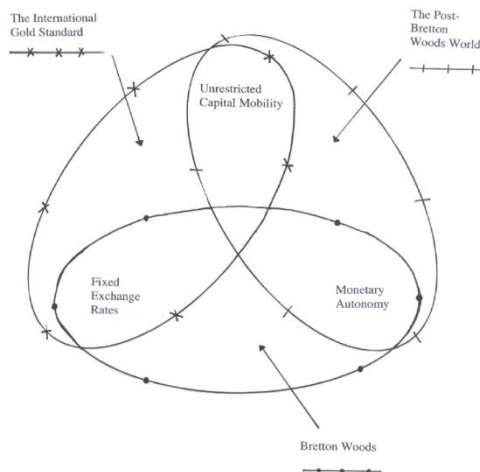 The International
Gold Standard
The Post-
Bretton
Woods World
Unrestricted
Capital Mobility
Fixed
Exchange
Rates
Monetary
Autonomy
Bretton Woods